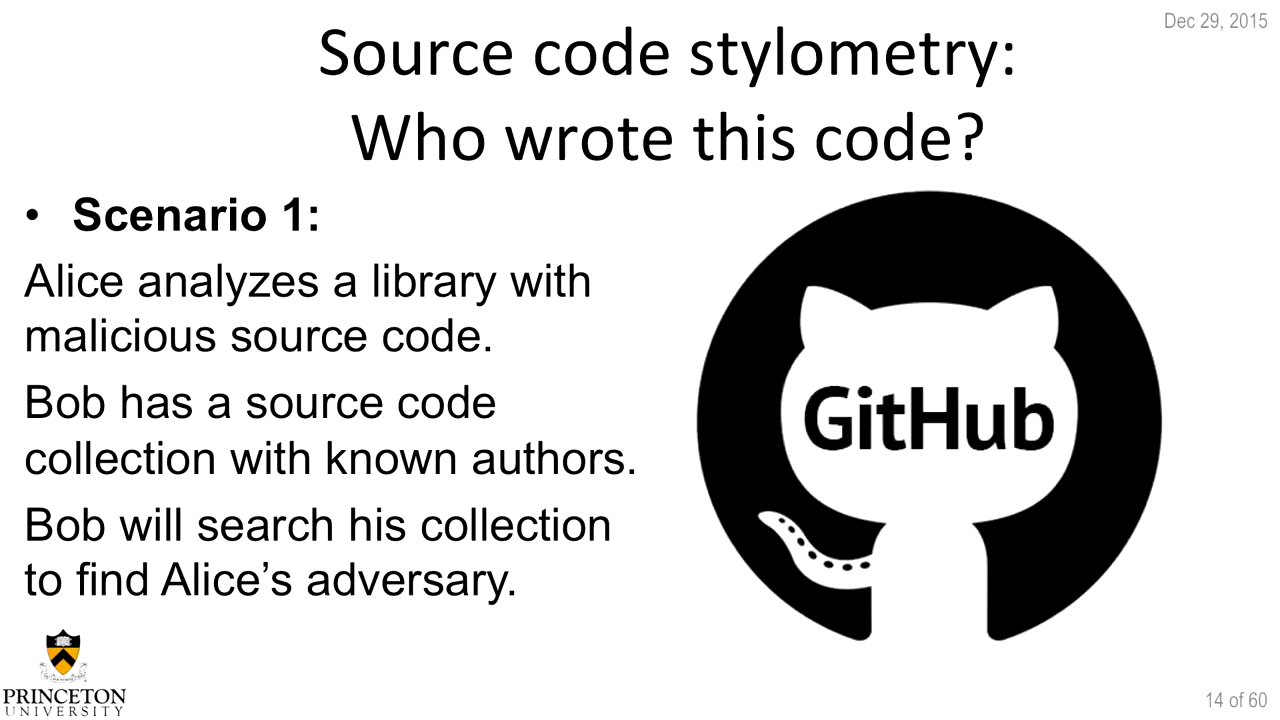 Dec 29, 2015
Source code stylometry:
Who wrote this code?
• Scenario 1:
Alice analyzes a library with
malicious source code.
Bob has a source code
collection with known authors.
Bob will search his collection
to find Alice’s adversary.
GitHub
PRINCETON
UNIVERSITY
14 of 60